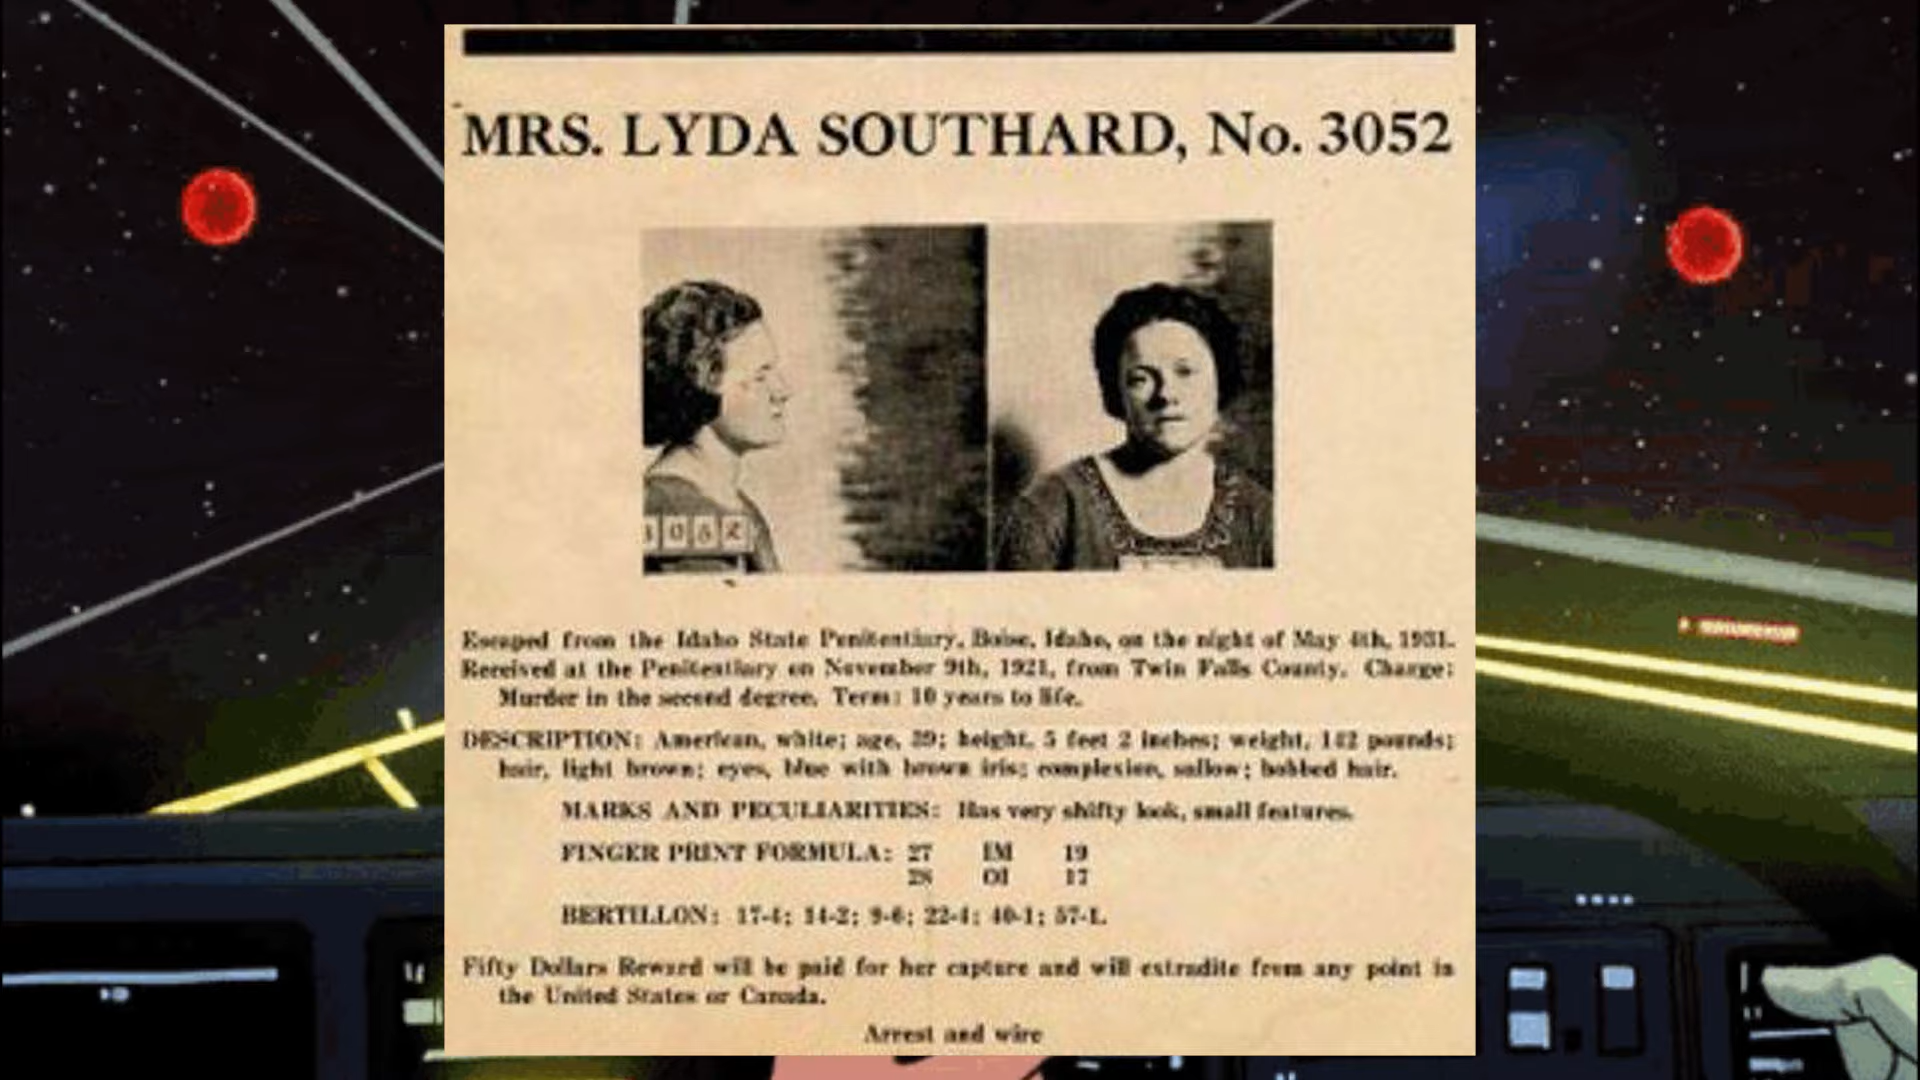 MRS. LYDA SOUTHARD, No. 3052
Escaped from the Idaho State Penitentiary, Boise, Idaho, on the night of May 4th, 1931.
Received at the Penitentiary on November 9th, 1921, from Twin Falls County. Charge:
Murder in the second degree. Term: 10 years to life.
DESCRIPTION: American, white; age, 39; height, 5 feet 2 inches; weight, 142 pounds;
hair, light brown; eyes, blue with brown iris; complexion, sallow; bobbed hair.
MARKS AND PECULIARITIES: Has very shifty look, small features.
FINGER PRINT FORMULA: 27 IM 19
28 OI 17
BERTILLON: 17-4; 14-2; 9-6; 22-4; 40-1; 57-1.
Fifty Dollars Reward will be paid for her capture and will extradite from any point in
the United States or Canada.
Arrest and wire